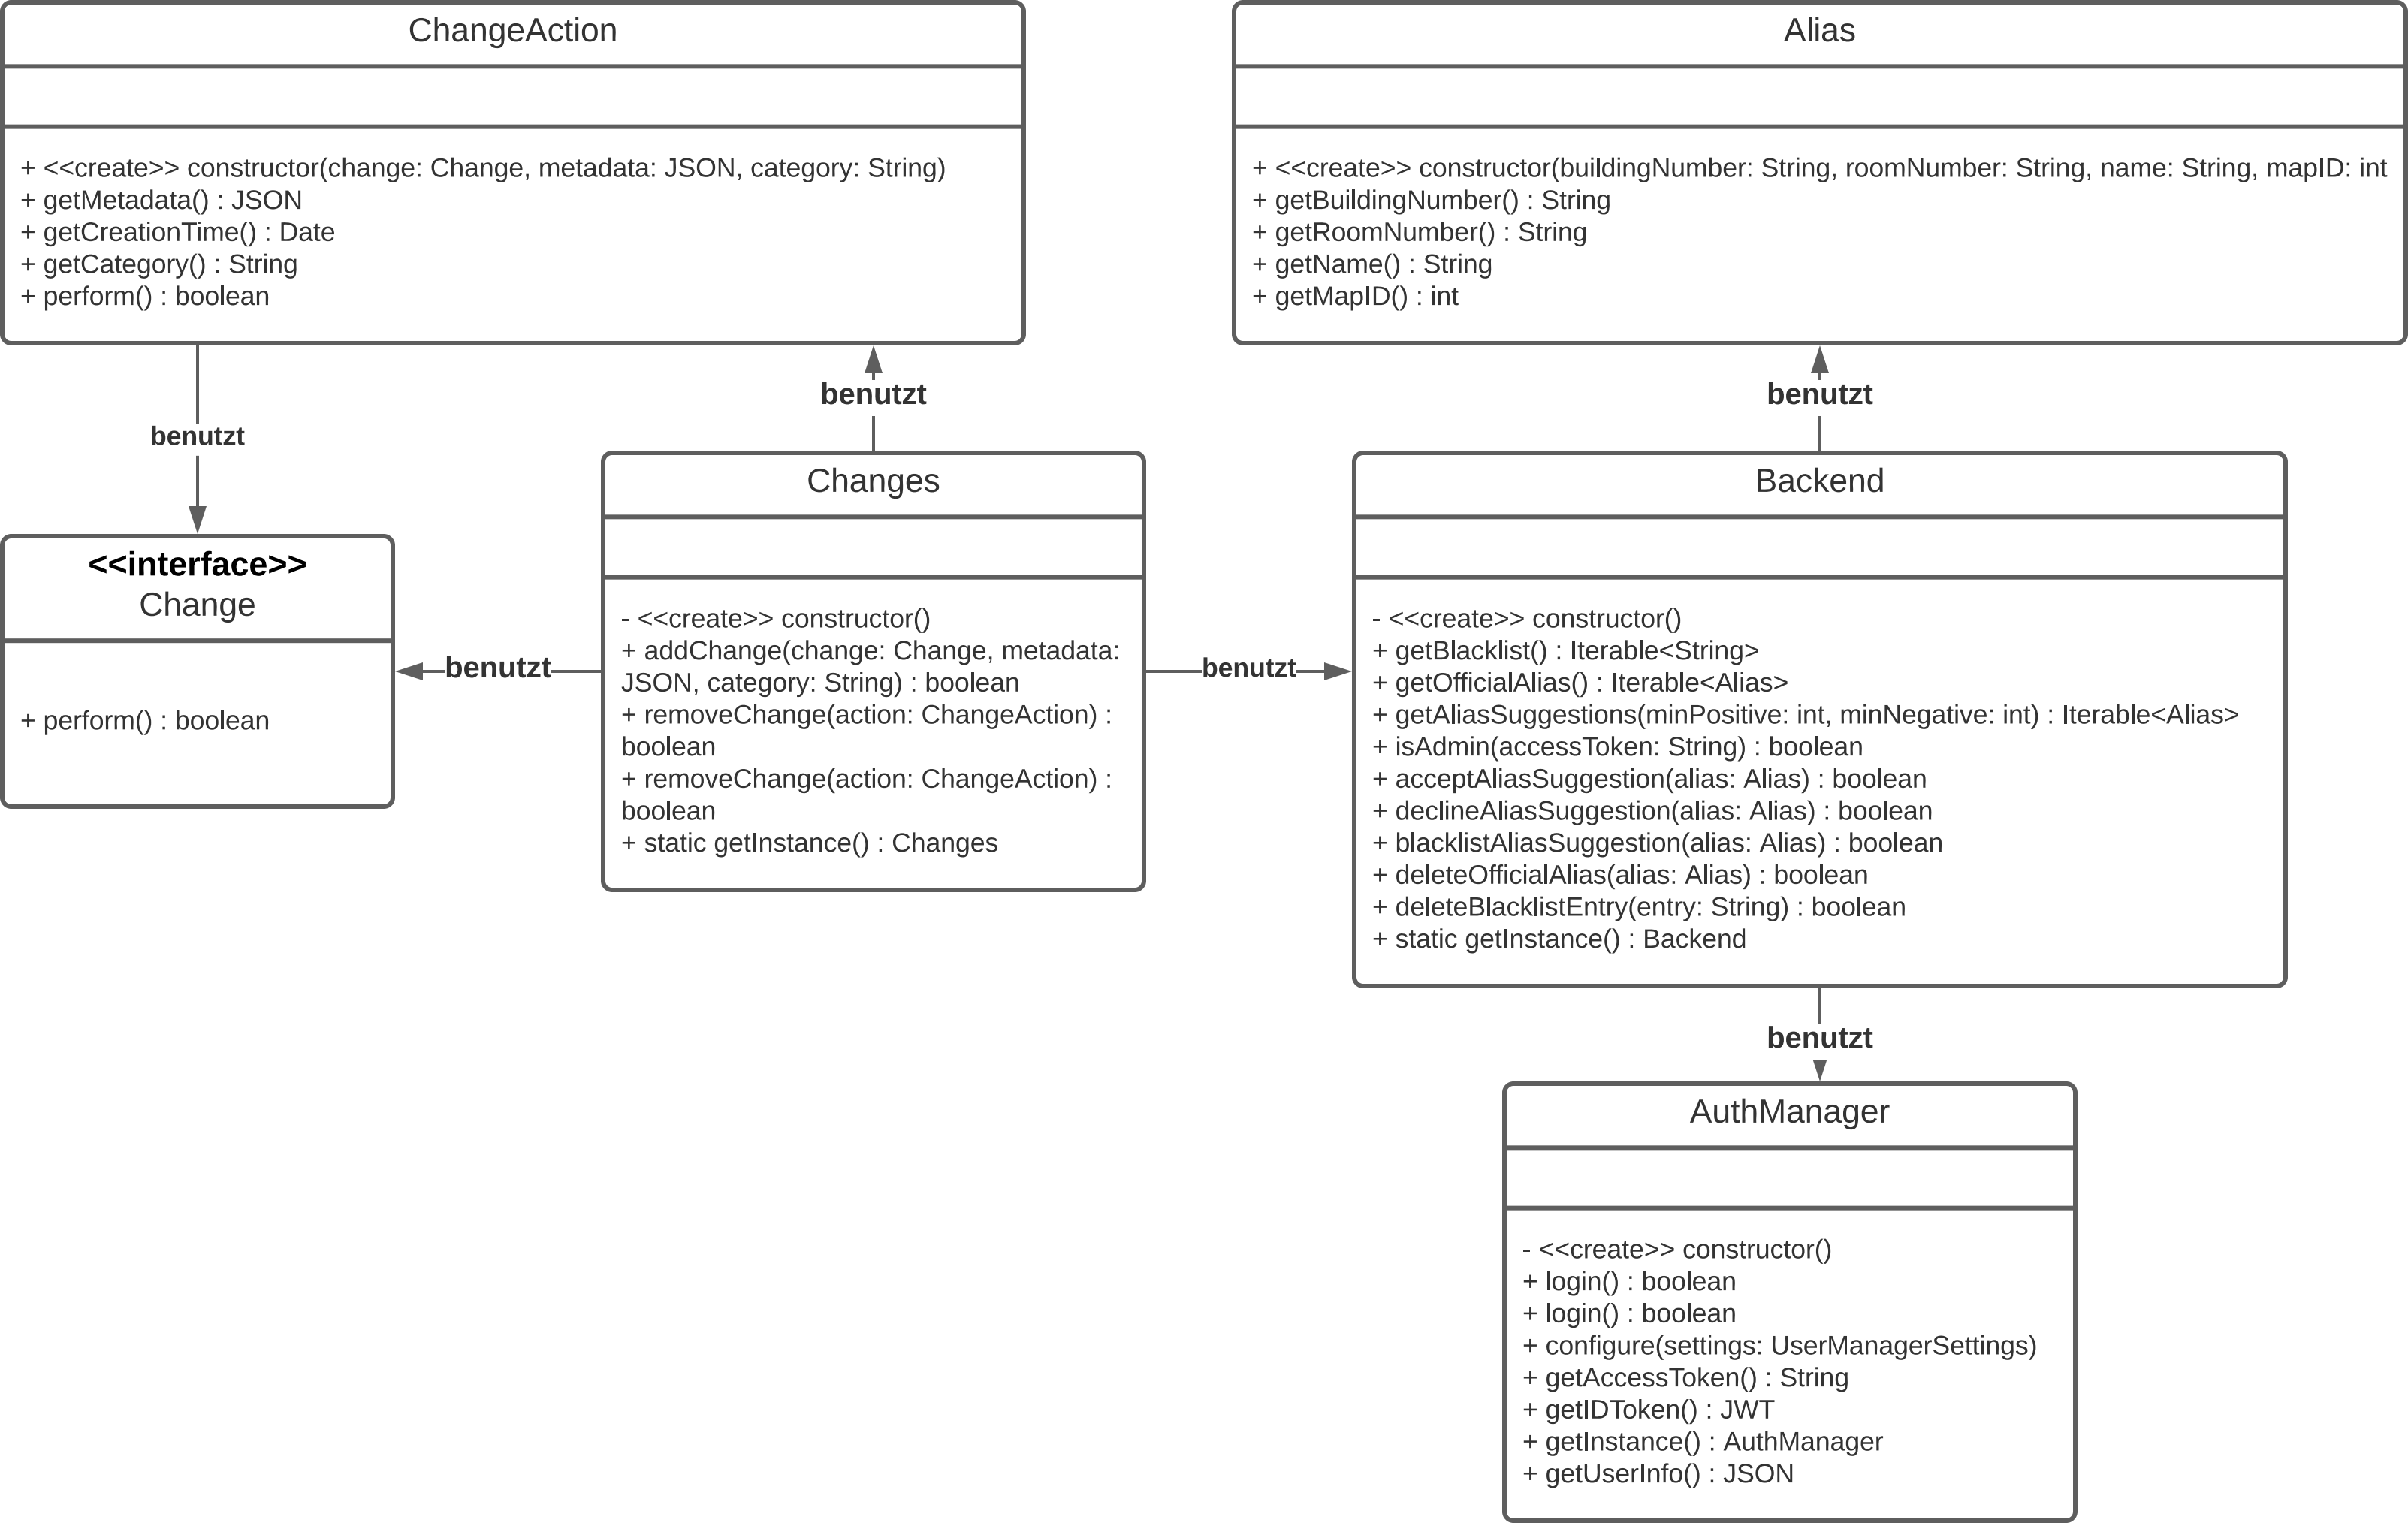 ChangeAction
+ <<create>> constructor(change: Change, metadata: JSON, category: String)
+ getMetadata() : JSON
+ getCreationTime() : Date
+ getCategory() : String
+ perform() : boolean
Alias
+ <<create>> constructor(buildingNumber: String, roomNumber: String, name: String, mapID: int
+ getBuildingNumber() : String
+ getRoomNumber() : String
+ getName() : String
+ getMapID() : int
benutzt
benutzt
benutzt
<<interface>>
Change
+ perform() : boolean
benutzt
Changes
- <<create>> constructor()
+ addChange(change: Change, metadata:
JSON, category: String) : boolean
+ removeChange(action: ChangeAction) :
boolean
+ removeChange(action: ChangeAction) :
boolean
+ static getInstance() : Changes
benutzt
Backend
- <<create>> constructor()
+ getBlacklist() : Iterable<String>
+ getOfficialAlias() : Iterable<Alias>
+ getAliasSuggestions(minPositive: int, minNegative: int) : Iterable<Alias>
+ isAdmin(accessToken: String) : boolean
+ acceptAliasSuggestion(alias: Alias) : boolean
+ declineAliasSuggestion(alias: Alias) : boolean
+ blacklistAliasSuggestion(alias: Alias) : boolean
+ deleteOfficialAlias(alias: Alias) : boolean
+ deleteBlacklistEntry(entry: String) : boolean
+ static getInstance() : Backend
benutzt
AuthManager
- <<create>> constructor()
+ login() : boolean
+ login() : boolean
+ configure(settings: UserManagerSettings)
+ getAccessToken() : String
+ getIDToken() : JWT
+ getInstance() : AuthManager
+ getUserInfo() : JSON